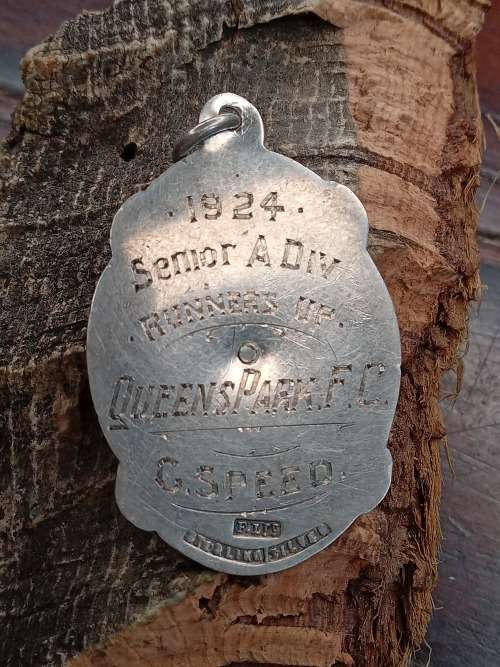 · 1924 ·
Senior A Div
· RUNNERS UP ·
QUEENS PARK. F. C.
G. SPEED.
STERLING SILVER